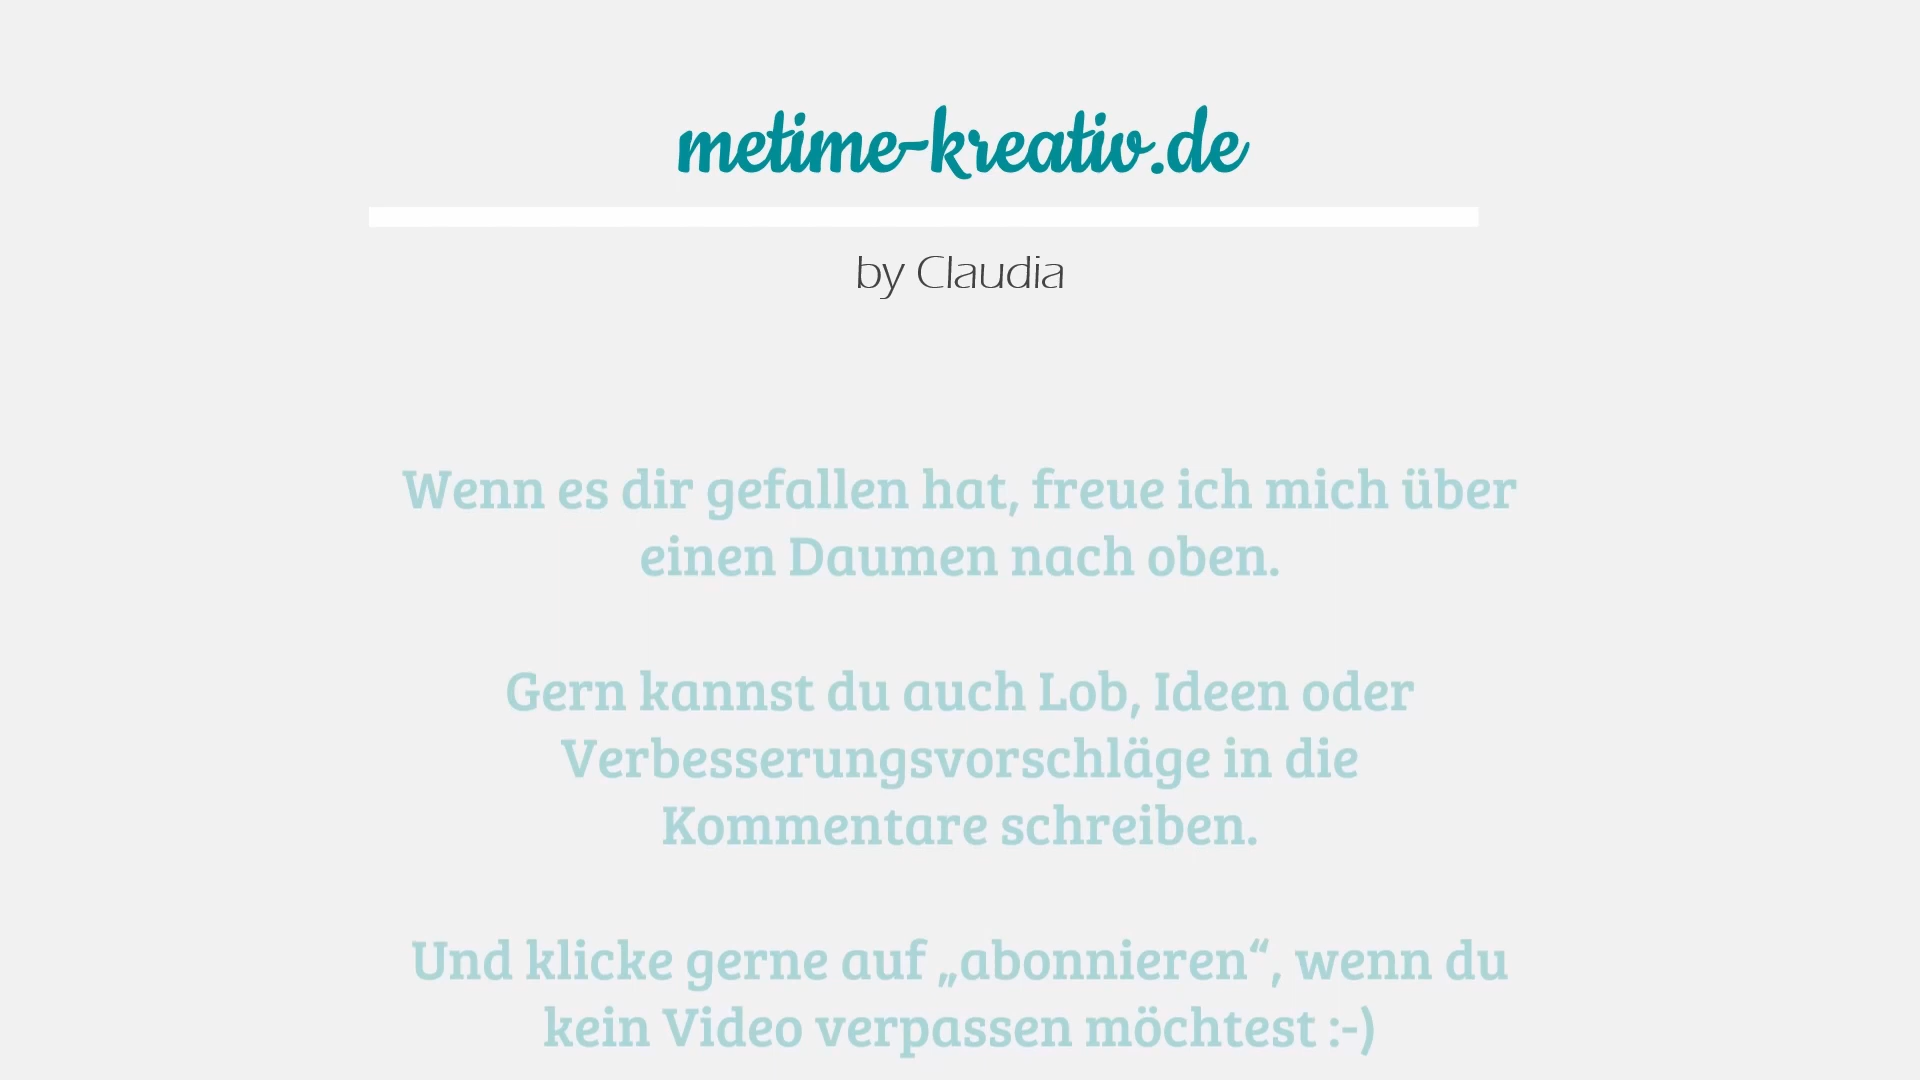 metime-kreativ.de
by Claudia
Wenn es dir gefallen hat, freue ich mich über
einen Daumen nach oben.
Gern kannst du auch Lob, Ideen oder
Verbesserungsvorschläge in die
Kommentare schreiben.
Und klicke gerne auf „abonnieren“, wenn du
kein Video verpassen möchtest :-)